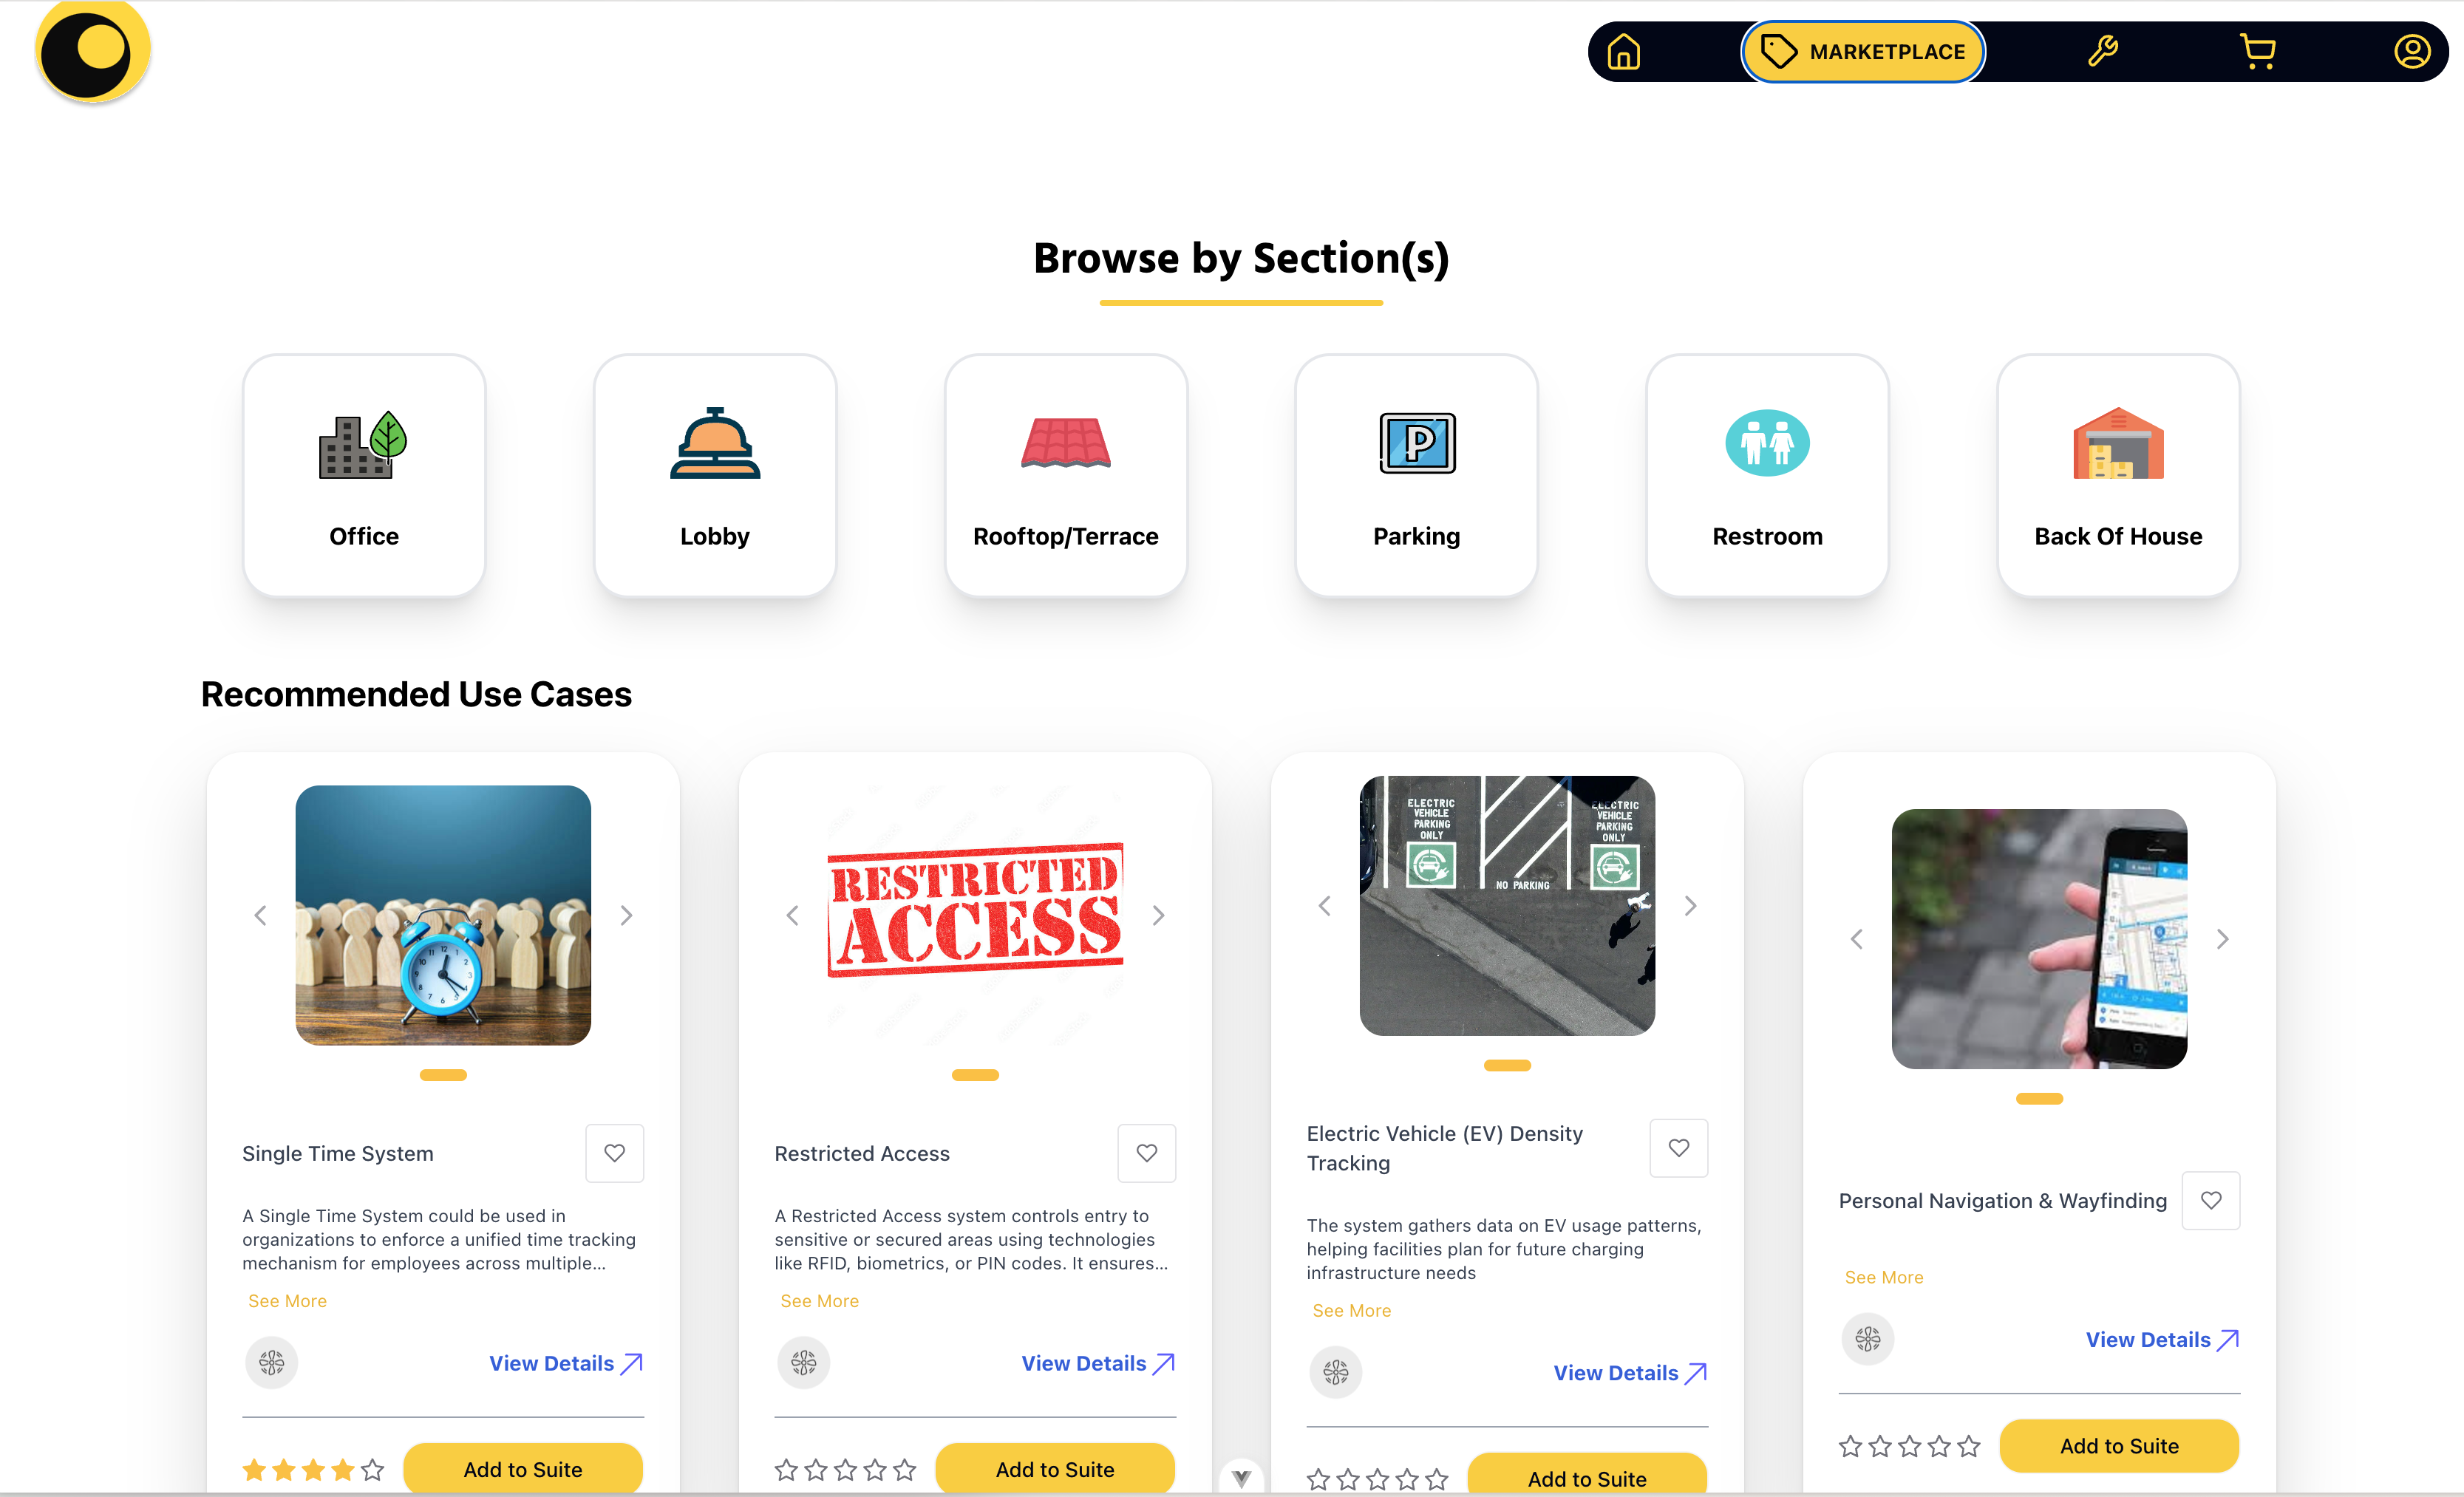 MARKETPLACE
Browse by Section(s)
Office
Lobby
Rooftop/Terrace
P
Parking
Restroom
Back Of House
Recommended Use Cases
RESTRICTED
ACCESS
ELECTRIC
VEHICLE
PARKING
ONLY
NO PARKING
ELECTRIC
VEHICLE
PARKING
ONLY
Single Time System
A Single Time System could be used in
organizations to enforce a unified time tracking
mechanism for employees across multiple...
See More
View Details
Add to Suite
Restricted Access
A Restricted Access system controls entry to
sensitive or secured areas using technologies
like RFID, biometrics, or PIN codes. It ensures...
See More
View Details
Add to Suite
Electric Vehicle (EV) Density
Tracking
The system gathers data on EV usage patterns,
helping facilities plan for future charging
infrastructure needs
See More
View Details
Add to Suite
Personal Navigation & Wayfinding
See More
View Details
Add to Suite